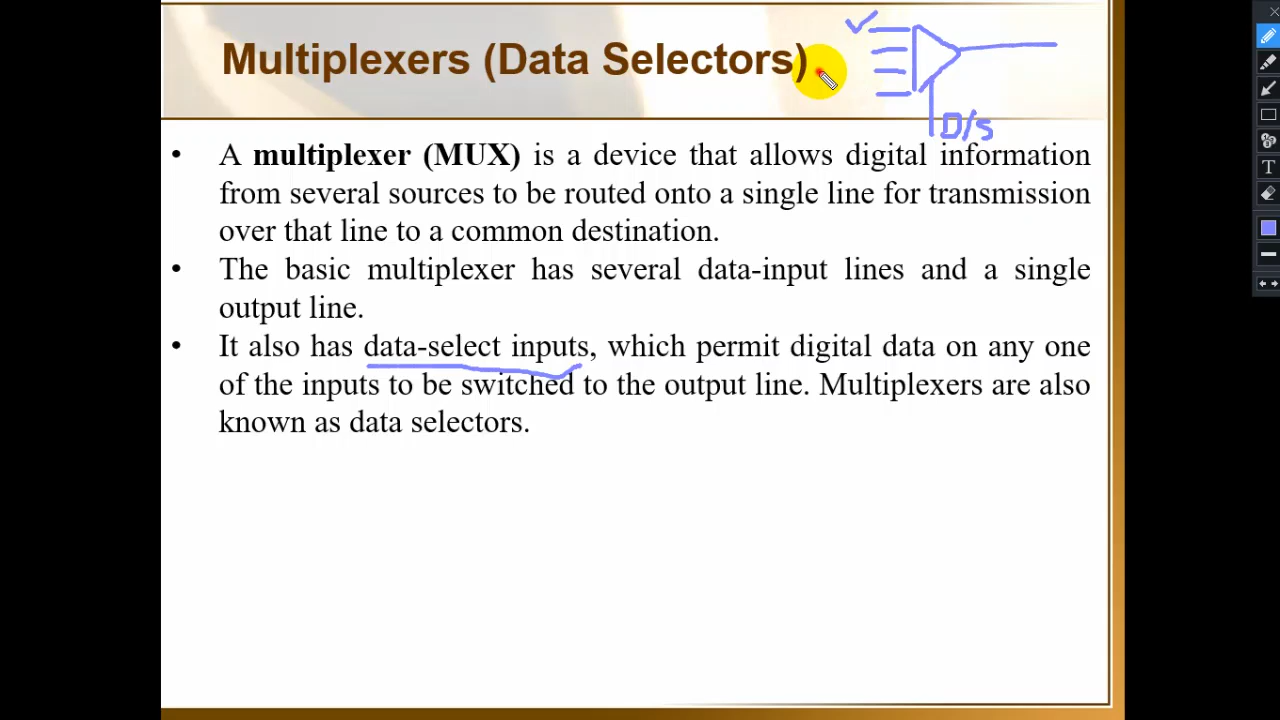 Multiplexers (Data Selectors)
D/S
• A multiplexer (MUX) is a device that allows digital information
from several sources to be routed onto a single line for transmission
over that line to a common destination.
• The basic multiplexer has several data-input lines and a single
output line.
• It also has data-select inputs, which permit digital data on any one
of the inputs to be switched to the output line. Multiplexers are also
known as data selectors.
T